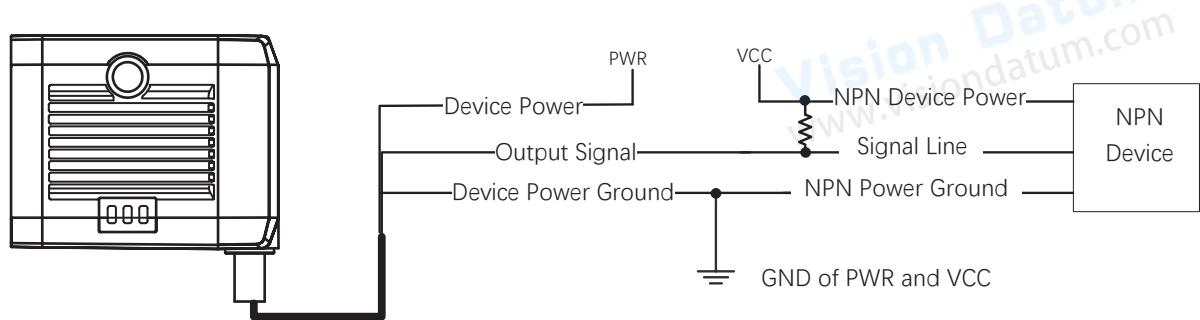 Vision Datum
www.visiondatum.com
PWR
VCC
Device Power
NPN Device Power
NPN
Device
Output Signal
Signal Line
Device Power Ground
NPN Power Ground
GND of PWR and VCC